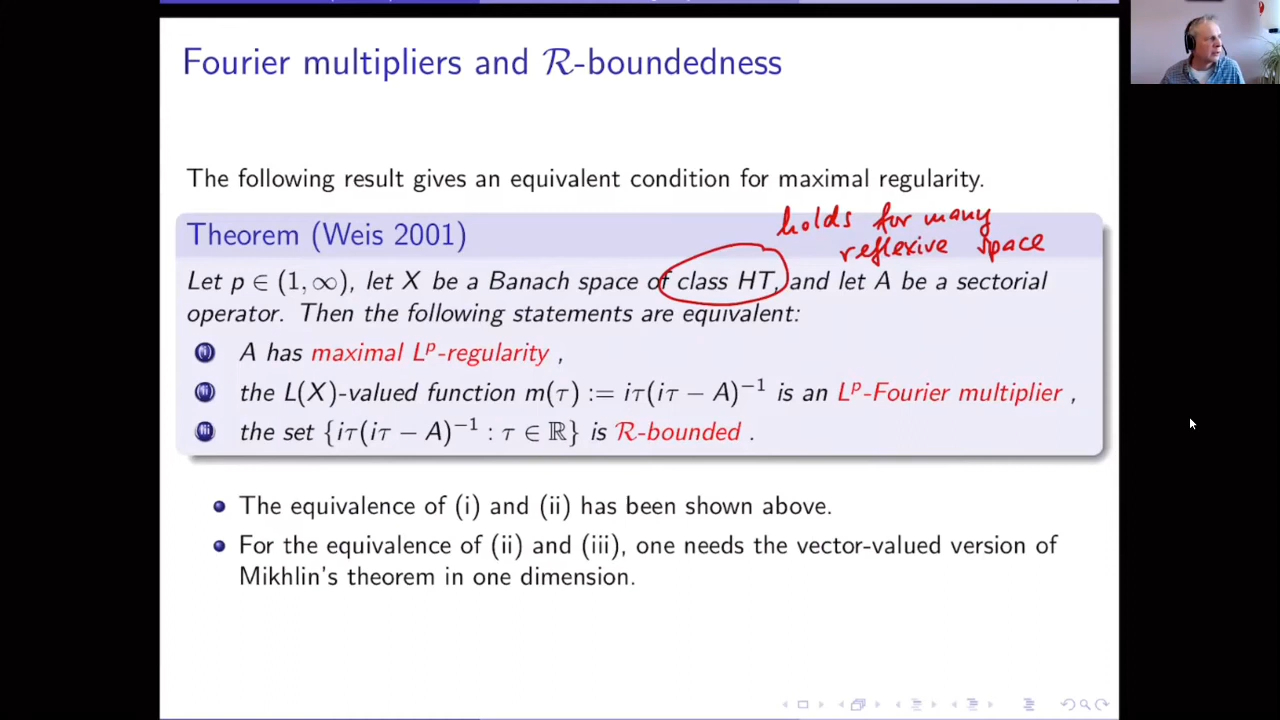 Fourier multipliers and ℛ-boundedness
The following result gives an equivalent condition for maximal regularity.
holds for many
reflexive space
Theorem (Weis 2001)
Let p ∈ (1, ∞), let X be a Banach space of class HT, and let A be a sectorial
operator. Then the following statements are equivalent:
(i) A has maximal Lᵖ-regularity ,
(ii) the L(X)-valued function m(τ) := iτ(iτ − A)⁻¹ is an Lᵖ-Fourier multiplier ,
(iii) the set {iτ(iτ − A)⁻¹ : τ ∈ ℝ} is ℛ-bounded .
The equivalence of (i) and (ii) has been shown above.
For the equivalence of (ii) and (iii), one needs the vector-valued version of
Mikhlin's theorem in one dimension.